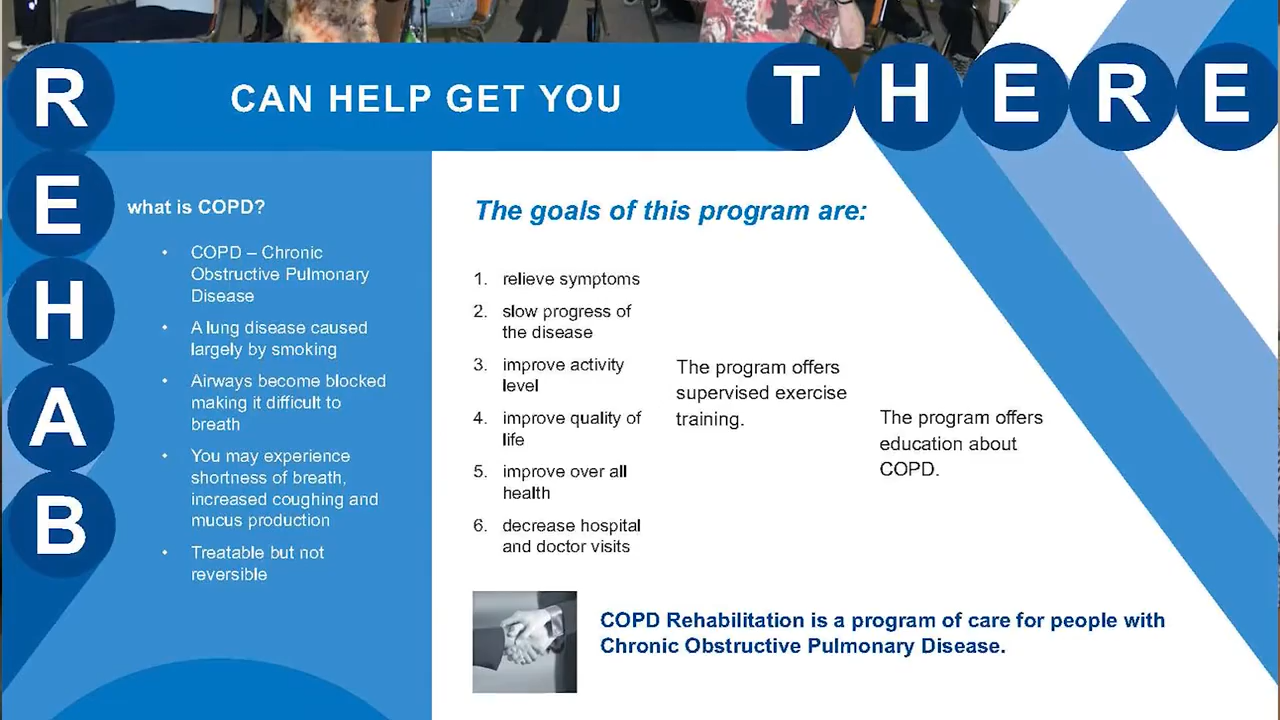 REHAB
CAN HELP GET YOU
THERE
what is COPD?
• COPD – Chronic
Obstructive Pulmonary
Disease
• A lung disease caused
largely by smoking
• Airways become blocked
making it difficult to
breath
• You may experience
shortness of breath,
increased coughing and
mucus production
• Treatable but not
reversible
The goals of this program are:
1. relieve symptoms
2. slow progress of
the disease
3. improve activity
level
4. improve quality of
life
5. improve over all
health
6. decrease hospital
and doctor visits
The program offers
supervised exercise
training.
The program offers
education about
COPD.
COPD Rehabilitation is a program of care for people with
Chronic Obstructive Pulmonary Disease.